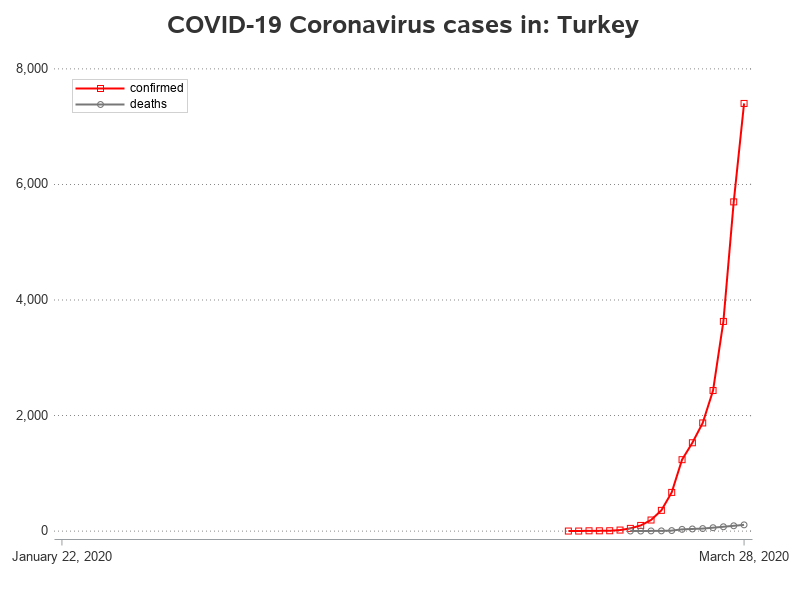 COVID-19 Coronavirus cases in: Turkey
8,000
confirmed
deaths
6,000
4,000
2,000
0
January 22, 2020
March 28, 2020